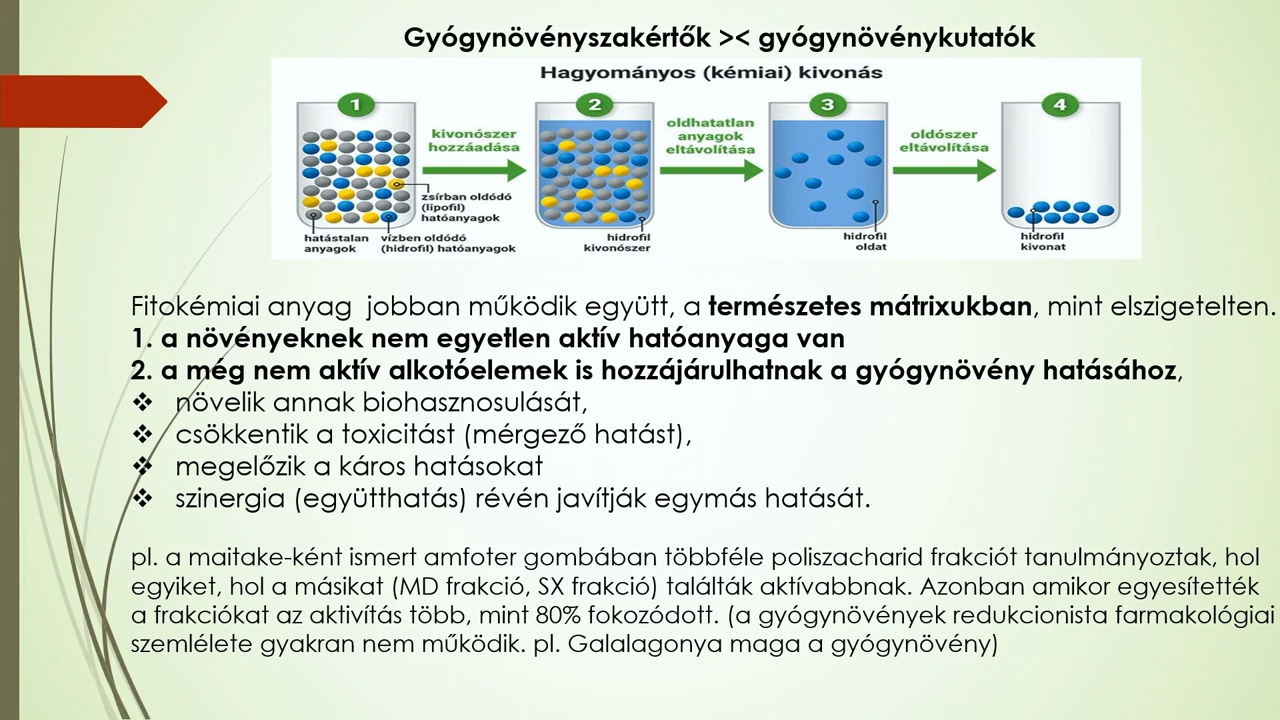 Gyógynövényszakértők >< gyógynövénykutatók
Hagyományos (kémiai) kivonás
1
2
3
4
kivonószer
hozzáadása
oldhatatlan
anyagok
eltávolítása
oldószer
eltávolítása
zsírban oldódó
(lipofil)
hatóanyagok
hatástalan
anyagok
vízben oldódó
(hidrofil) hatóanyagok
hidrofil
kivonószer
hidrofil
oldat
hidrofil
kivonat
Fitokémiai anyag jobban működik együtt, a természetes mátrixukban, mint elszigetelten.
1. a növényeknek nem egyetlen aktív hatóanyaga van
2. a még nem aktív alkotóelemek is hozzájárulhatnak a gyógynövény hatásához,
❖ növelik annak biohasznosulását,
❖ csökkentik a toxicitást (mérgező hatást),
❖ megelőzik a káros hatásokat
❖ szinergia (együtthatás) révén javítják egymás hatását.
pl. a maitake-ként ismert amfoter gombában többféle poliszacharid frakciót tanulmányoztak, hol
egyiket, hol a másikat (MD frakció, SX frakció) találták aktívabbnak. Azonban amikor egyesítették
a frakciókat az aktivítás több, mint 80% fokozódott. (a gyógynövények redukcionista farmakológiai
szemlélete gyakran nem működik. pl. Galalagonya maga a gyógynövény)